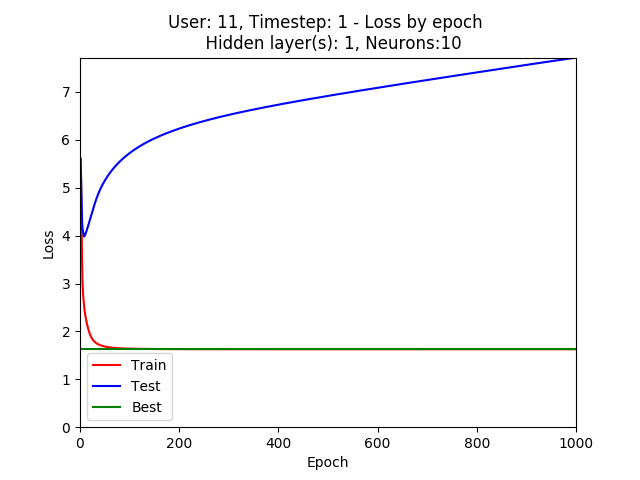 User: 11, Timestep: 1 - Loss by epoch
Hidden layer(s): 1, Neurons:10
7
6
5
4
3
2
1
0
Loss
Train
Test
Best
0 200 400 600 800 1000
Epoch